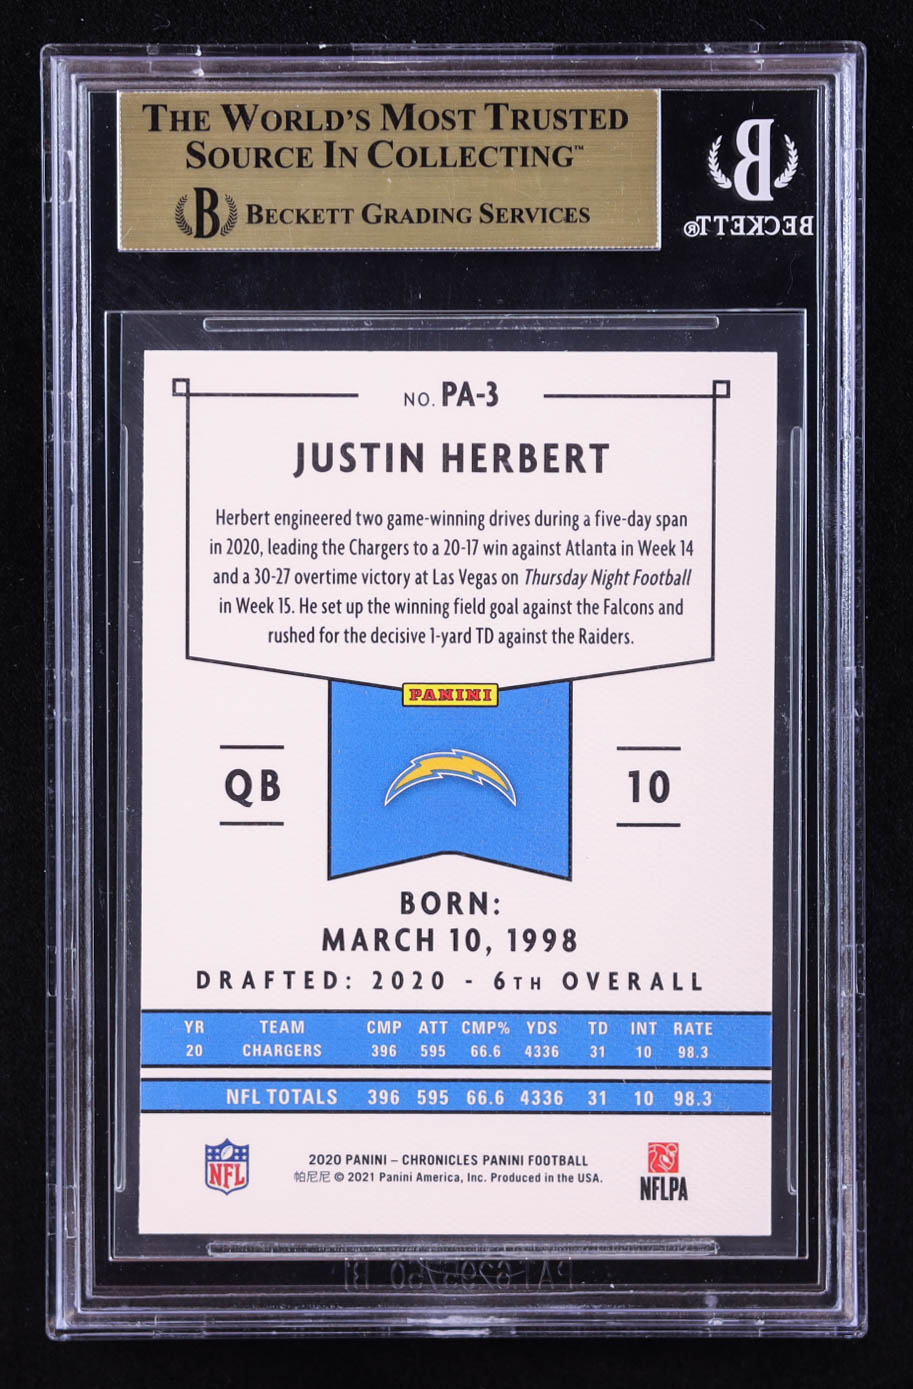 THE WORLD'S MOST TRUSTED
SOURCE IN COLLECTING™
B BECKETT GRADING SERVICES
B
BECKETT®
NO. PA-3
JUSTIN HERBERT
Herbert engineered two game-winning drives during a five-day span
in 2020, leading the Chargers to a 20-17 win against Atlanta in Week 14
and a 30-27 overtime victory at Las Vegas on Thursday Night Football
in Week 15. He set up the winning field goal against the Falcons and
rushed for the decisive 1-yard TD against the Raiders.
PANINI
QB
10
BORN:
MARCH 10, 1998
DRAFTED: 2020 - 6TH OVERALL
YR TEAM CMP ATT CMP% YDS TD INT RATE
20 CHARGERS 396 595 66.6 4336 31 10 98.3
NFL TOTALS 396 595 66.6 4336 31 10 98.3
NFL
2020 PANINI – CHRONICLES PANINI FOOTBALL
帕尼尼 © 2021 Panini America, Inc. Produced in the USA.
NFLPA